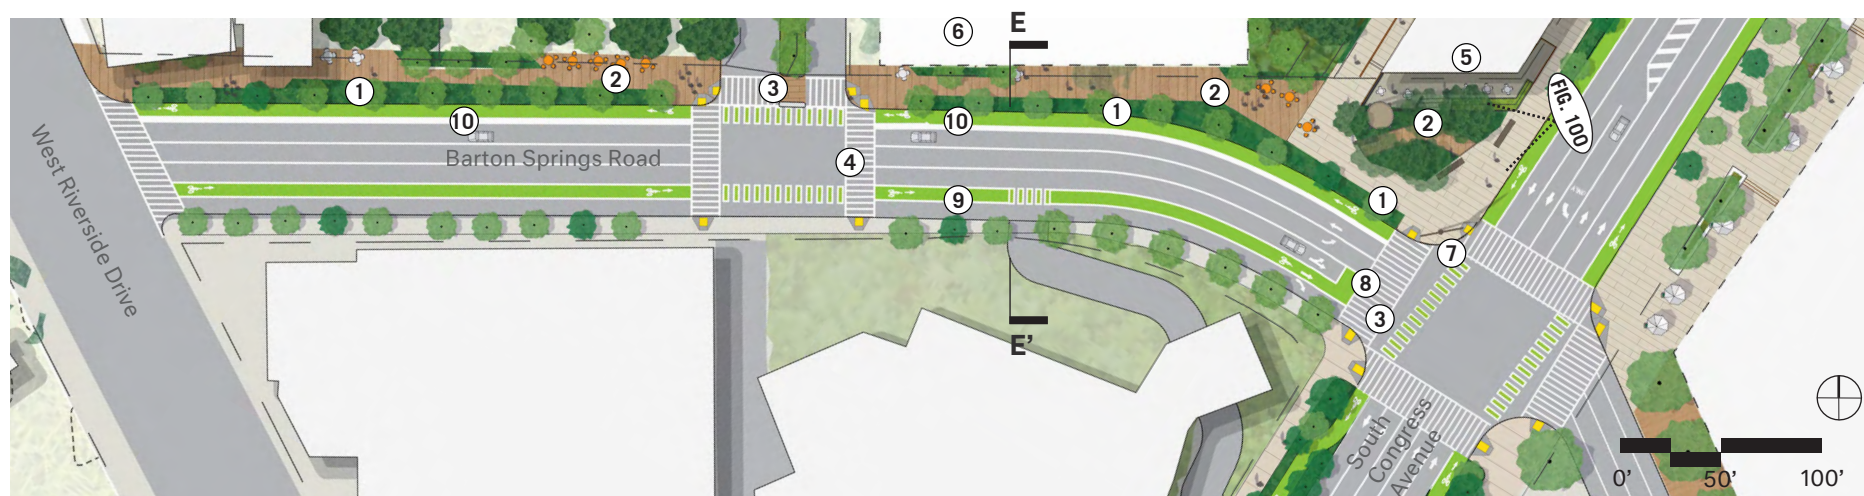 E
6
5
2
3
1
2
1
2
FIG. 100
10
10
Barton Springs Road
4
West Riverside Drive
9
1
7
8
3
E'
South
Congress
Avenue
0' 50' 100'